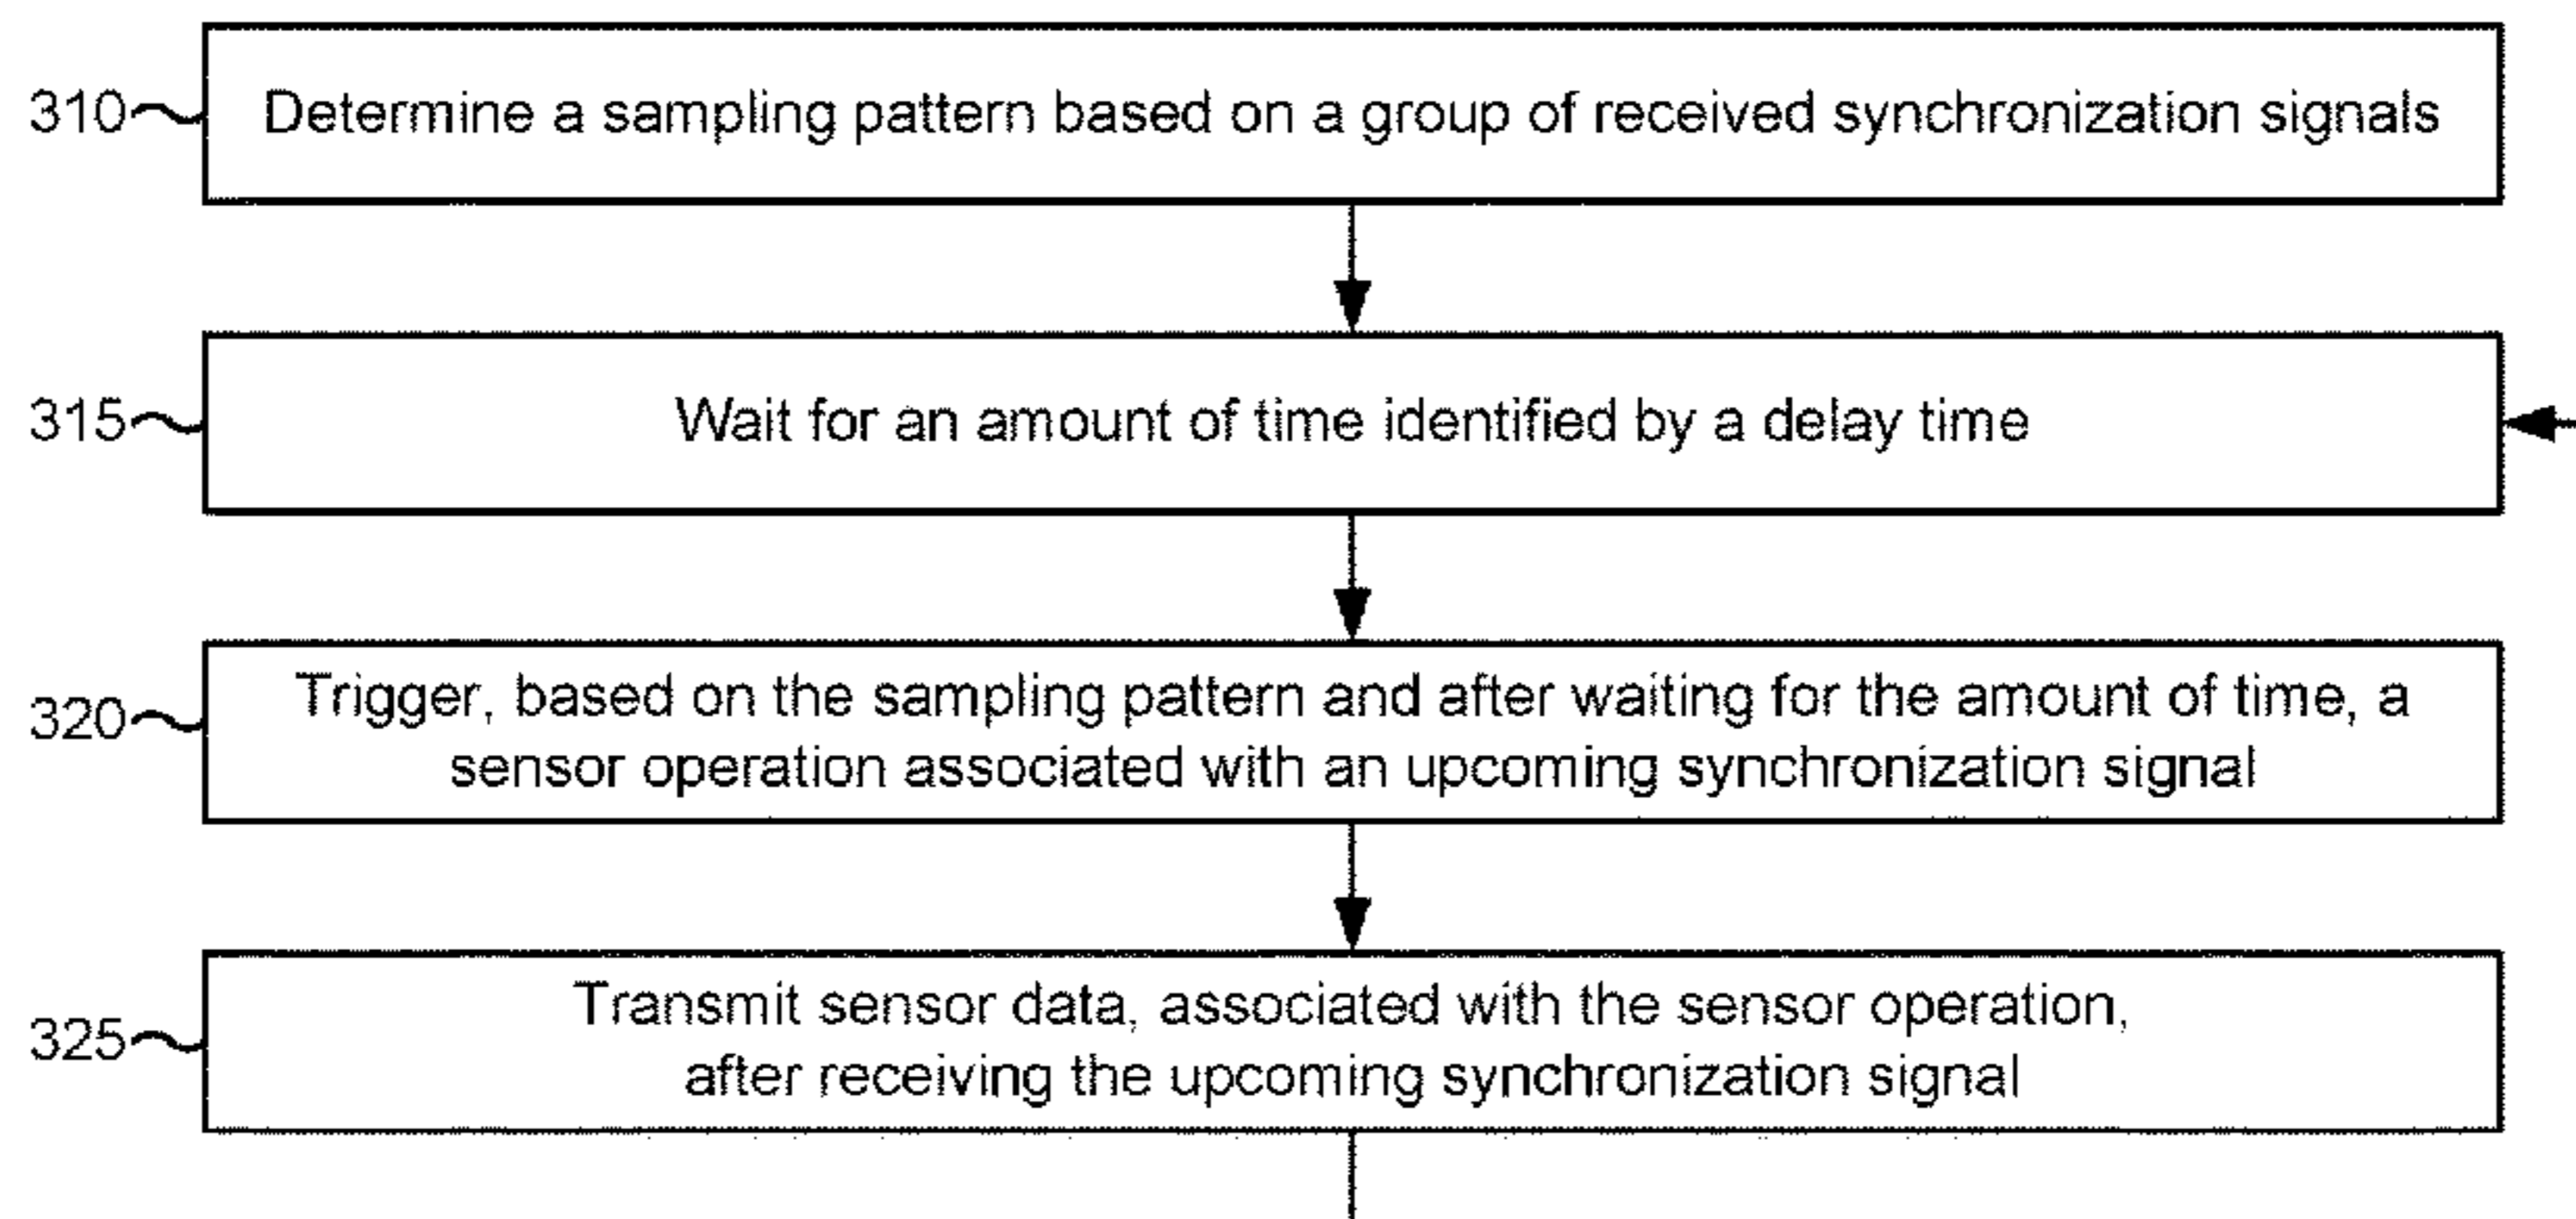 310
Determine a sampling pattern based on a group of received synchronization signals
315
Wait for an amount of time identified by a delay time
320
Trigger, based on the sampling pattern and after waiting for the amount of time, a
sensor operation associated with an upcoming synchronization signal
325
Transmit sensor data, associated with the sensor operation,
after receiving the upcoming synchronization signal